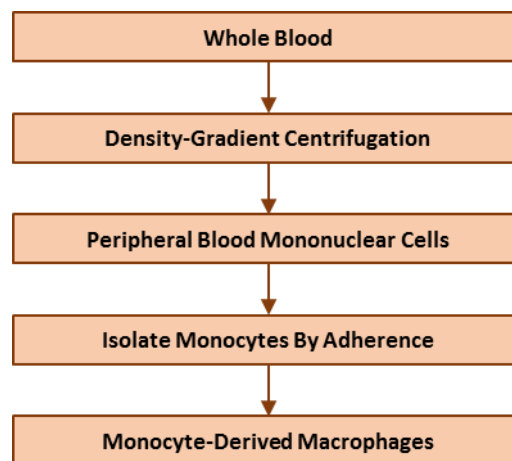 Whole Blood
Density-Gradient Centrifugation
Peripheral Blood Mononuclear Cells
Isolate Monocytes By Adherence
Monocyte-Derived Macrophages